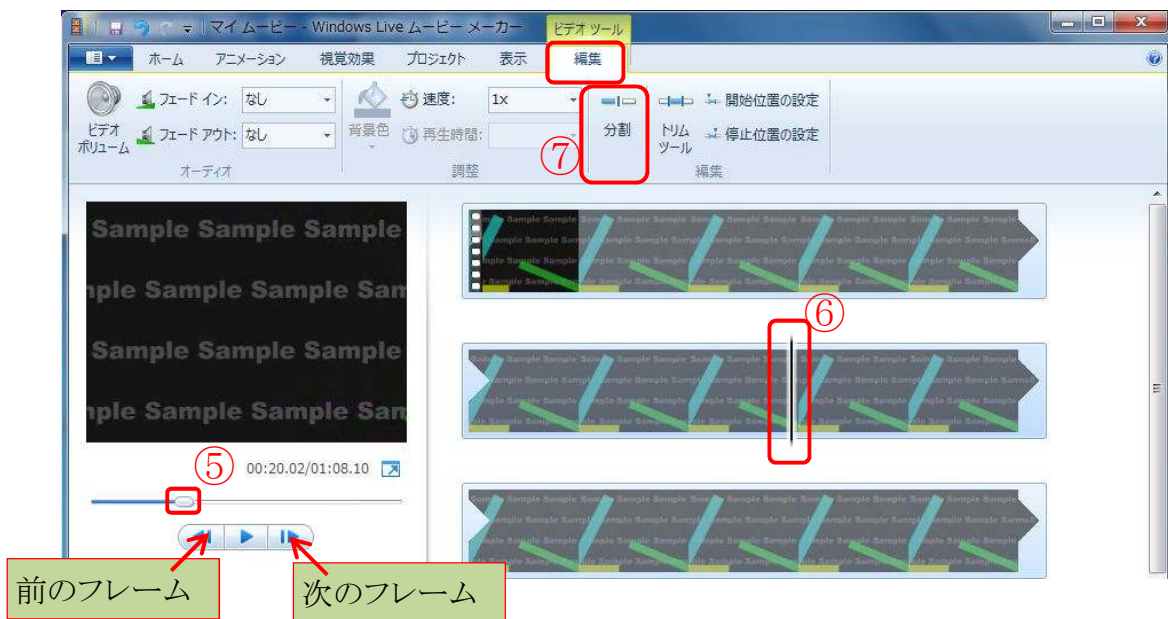 マイ ムービー - Windows Live ムービー メーカー
ビデオ ツール
ホーム アニメーション 視覚効果 プロジェクト 表示 編集
フェード イン: なし
速度: 1x
開始位置の設定
ビデオ ボリューム
フェード アウト: なし
背景色
再生時間:
分割
トリム ツール
停止位置の設定
⑦
オーディオ
調整
編集
Sample Sample Sample
nple Sample Sample San
Sample Sample Sample
nple Sample Sample San
⑥
⑤
00:20.02/01:08.10
前のフレーム
次のフレーム